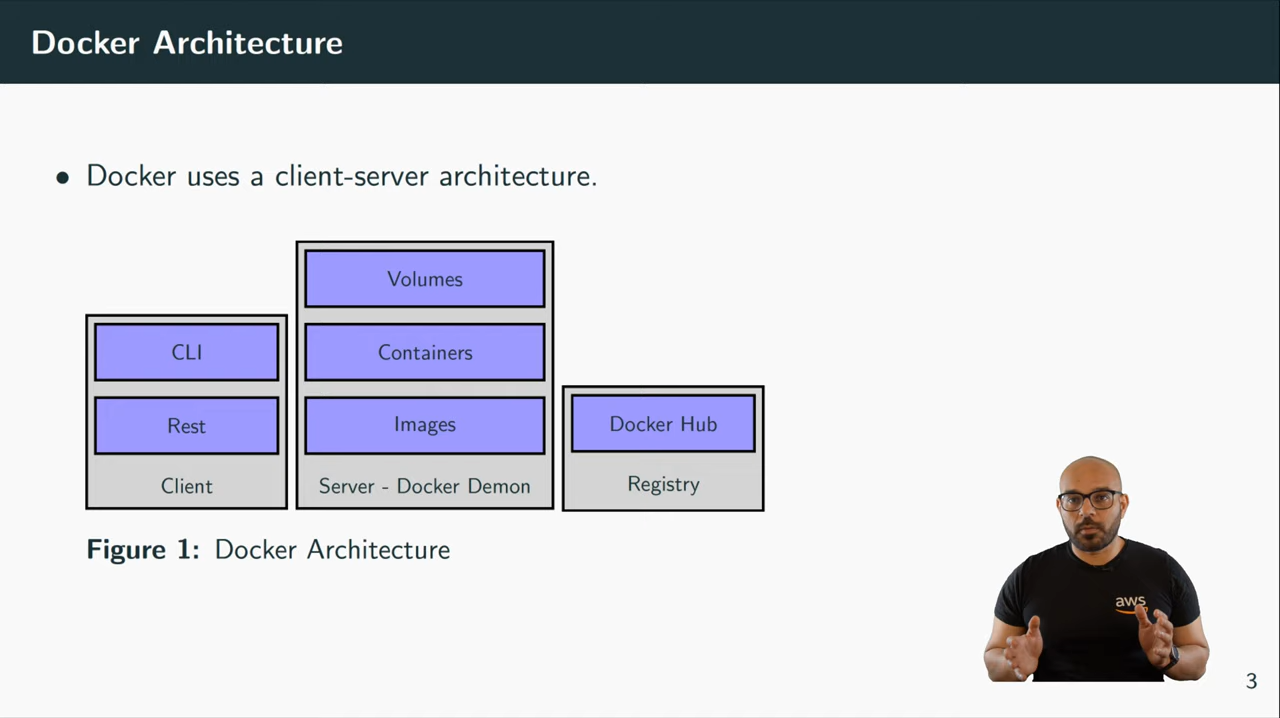 Docker Architecture
• Docker uses a client-server architecture.
Volumes
CLI
Containers
Rest
Images
Docker Hub
Client
Server - Docker Demon
Registry
Figure 1: Docker Architecture
aws
3